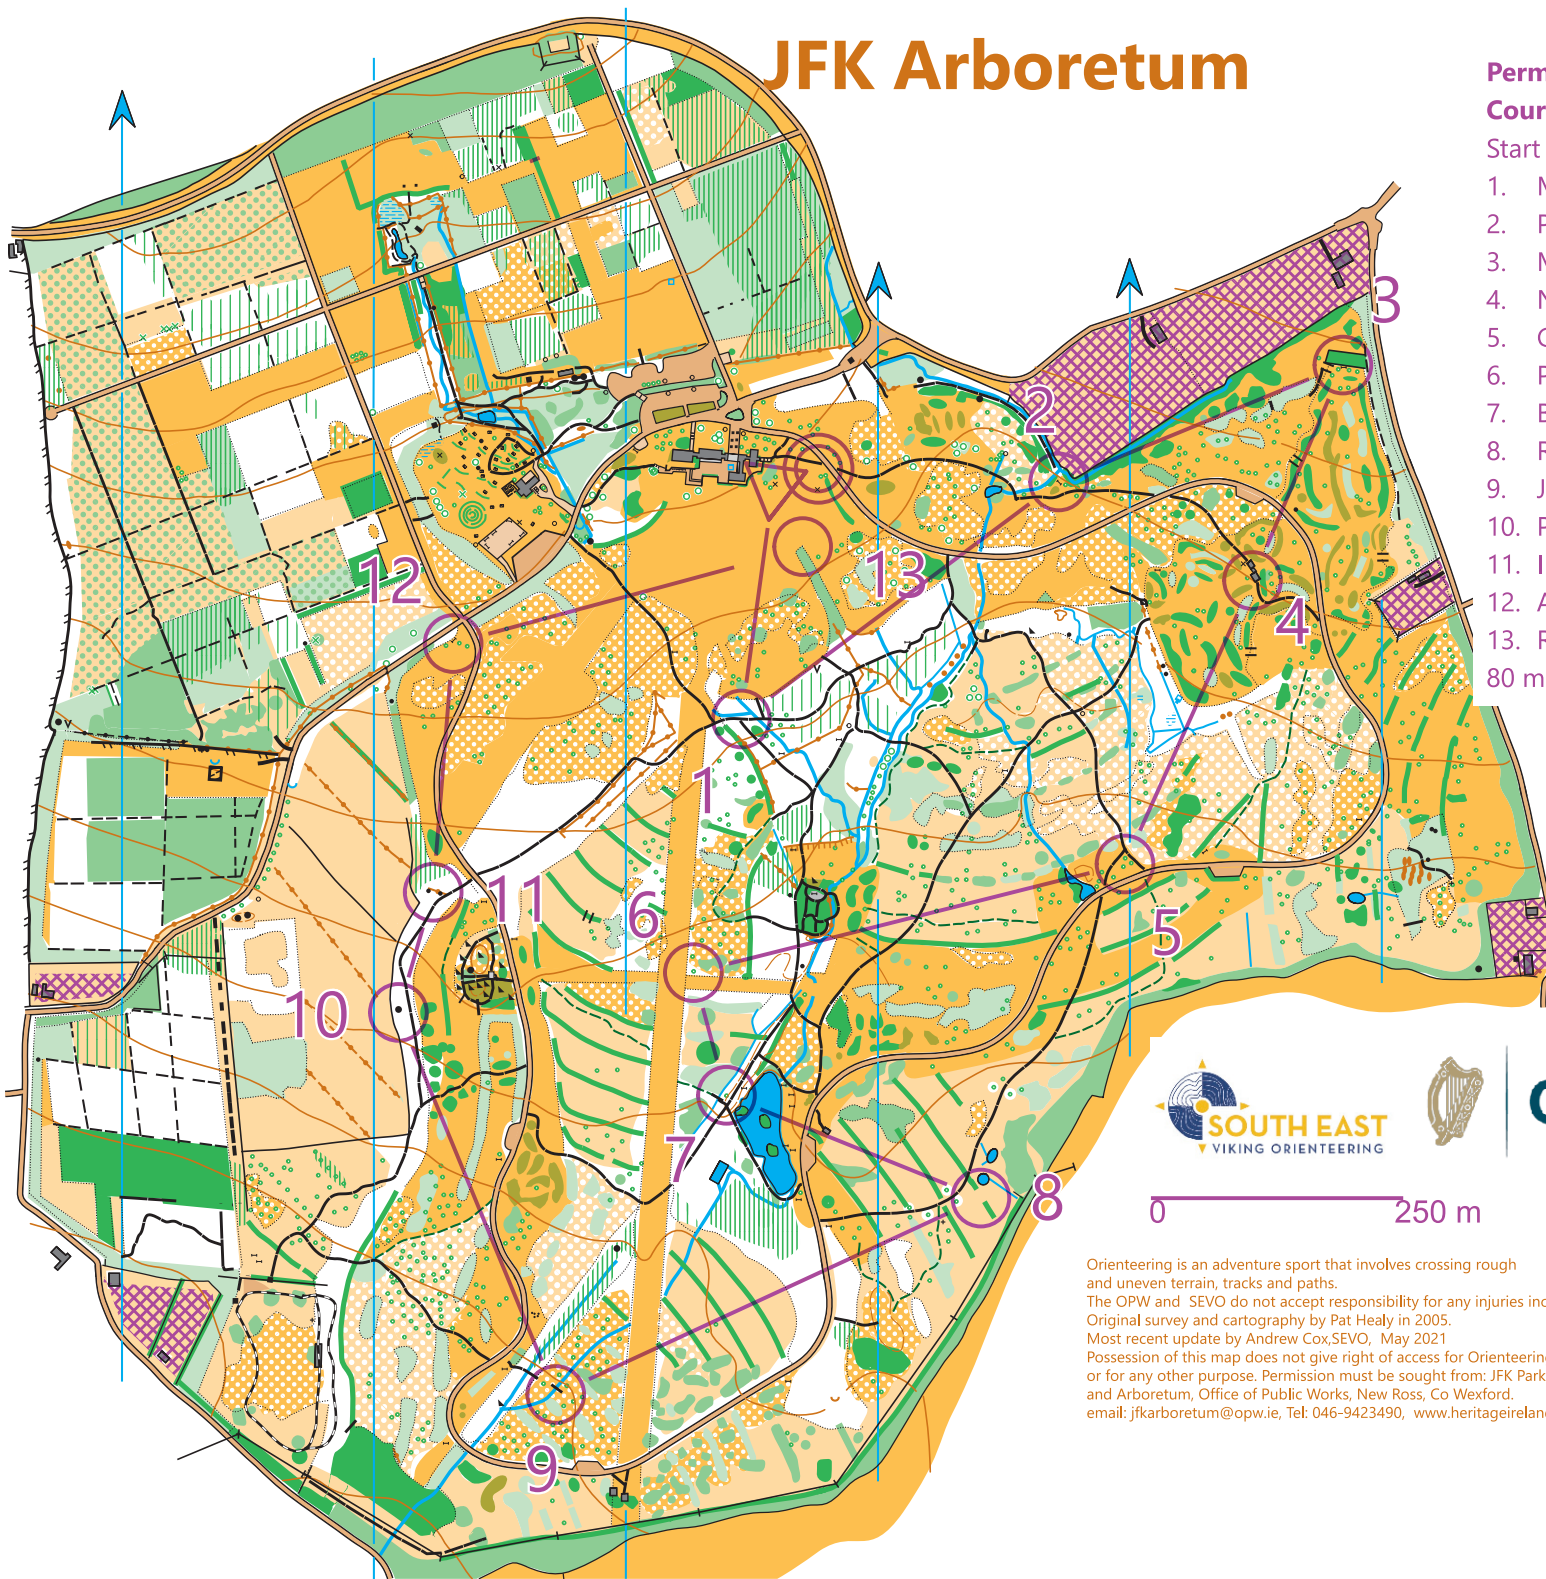 JFK Arboretum
Perm
Cour
Start
1. M
2. P
3. M
4. N
5. C
6. P
7. B
8. R
9. J
10. P
11. I
12. A
13. R
80 m
3
2
12
13
4
1
6
11
5
10
7
8
9
SOUTH EAST
VIKING ORIENTEERING
0 250 m
Orienteering is an adventure sport that involves crossing rough
and uneven terrain, tracks and paths.
The OPW and SEVO do not accept responsibility for any injuries inc
Original survey and cartography by Pat Healy in 2005.
Most recent update by Andrew Cox,SEVO, May 2021
Possession of this map does not give right of access for Orienteerin
or for any other purpose. Permission must be sought from: JFK Park
and Arboretum, Office of Public Works, New Ross, Co Wexford.
email: jfkarboretum@opw.ie, Tel: 046-9423490, www.heritageirelan